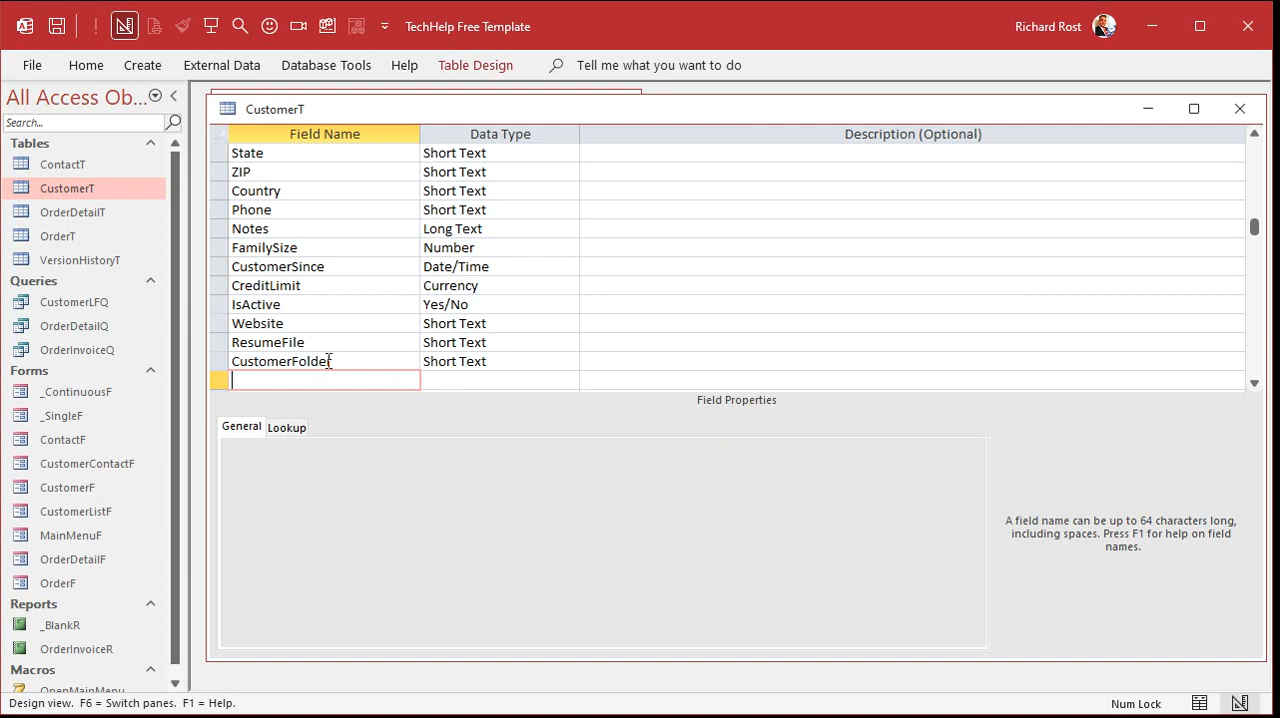 TechHelp Free Template
Richard Rost
File Home Create External Data Database Tools Help Table Design Tell me what you want to do
All Access Ob...
Search...
Tables
ContactT
CustomerT
OrderDetailT
OrderT
VersionHistoryT
Queries
CustomerLFQ
OrderDetailQ
OrderInvoiceQ
Forms
_ContinuousF
_SingleF
ContactF
CustomerContactF
CustomerF
CustomerListF
MainMenuF
OrderDetailF
OrderF
Reports
_BlankR
OrderInvoiceR
Macros
OpenMainMenu
CustomerT
Field Name Data Type Description (Optional)
State Short Text
ZIP Short Text
Country Short Text
Phone Short Text
Notes Long Text
FamilySize Number
CustomerSince Date/Time
CreditLimit Currency
IsActive Yes/No
Website Short Text
ResumeFile Short Text
CustomerFolder Short Text
Field Properties
General Lookup
A field name can be up to 64 characters long,
including spaces. Press F1 for help on field
names.
Design view. F6 = Switch panes. F1 = Help.
Num Lock